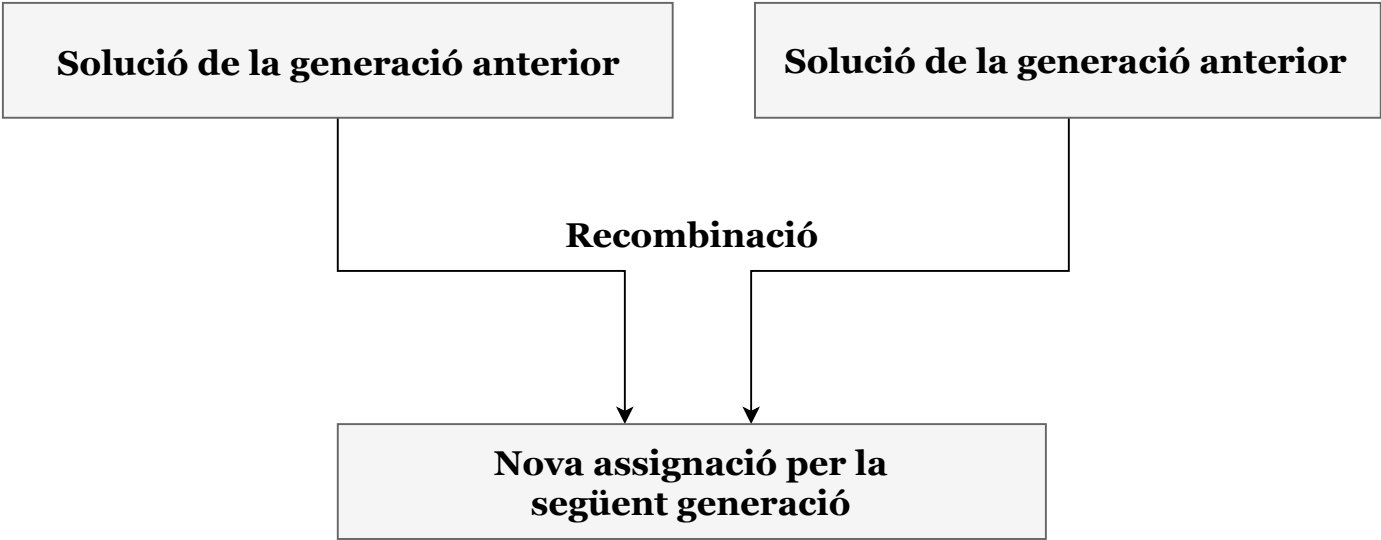 Solució de la generació anterior
Solució de la generació anterior
Recombinació
Nova assignació per la
següent generació